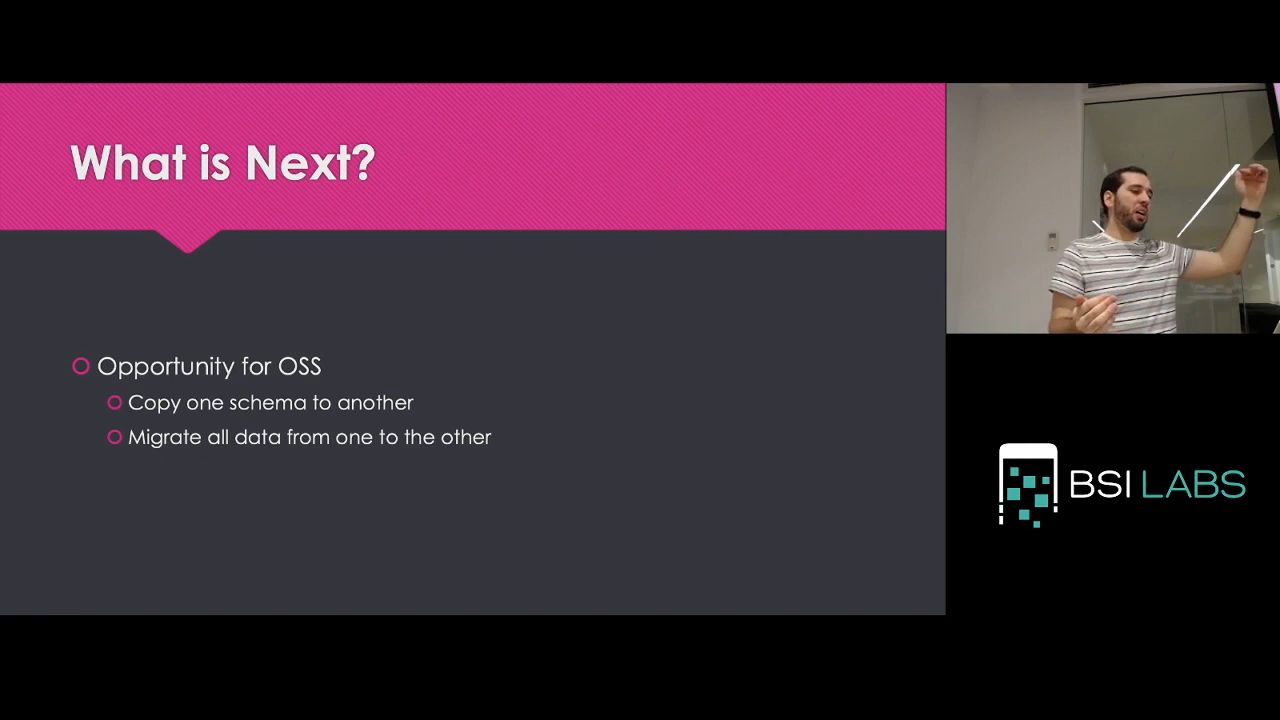 What is Next?
Opportunity for OSS
Copy one schema to another
Migrate all data from one to the other
BSI LABS